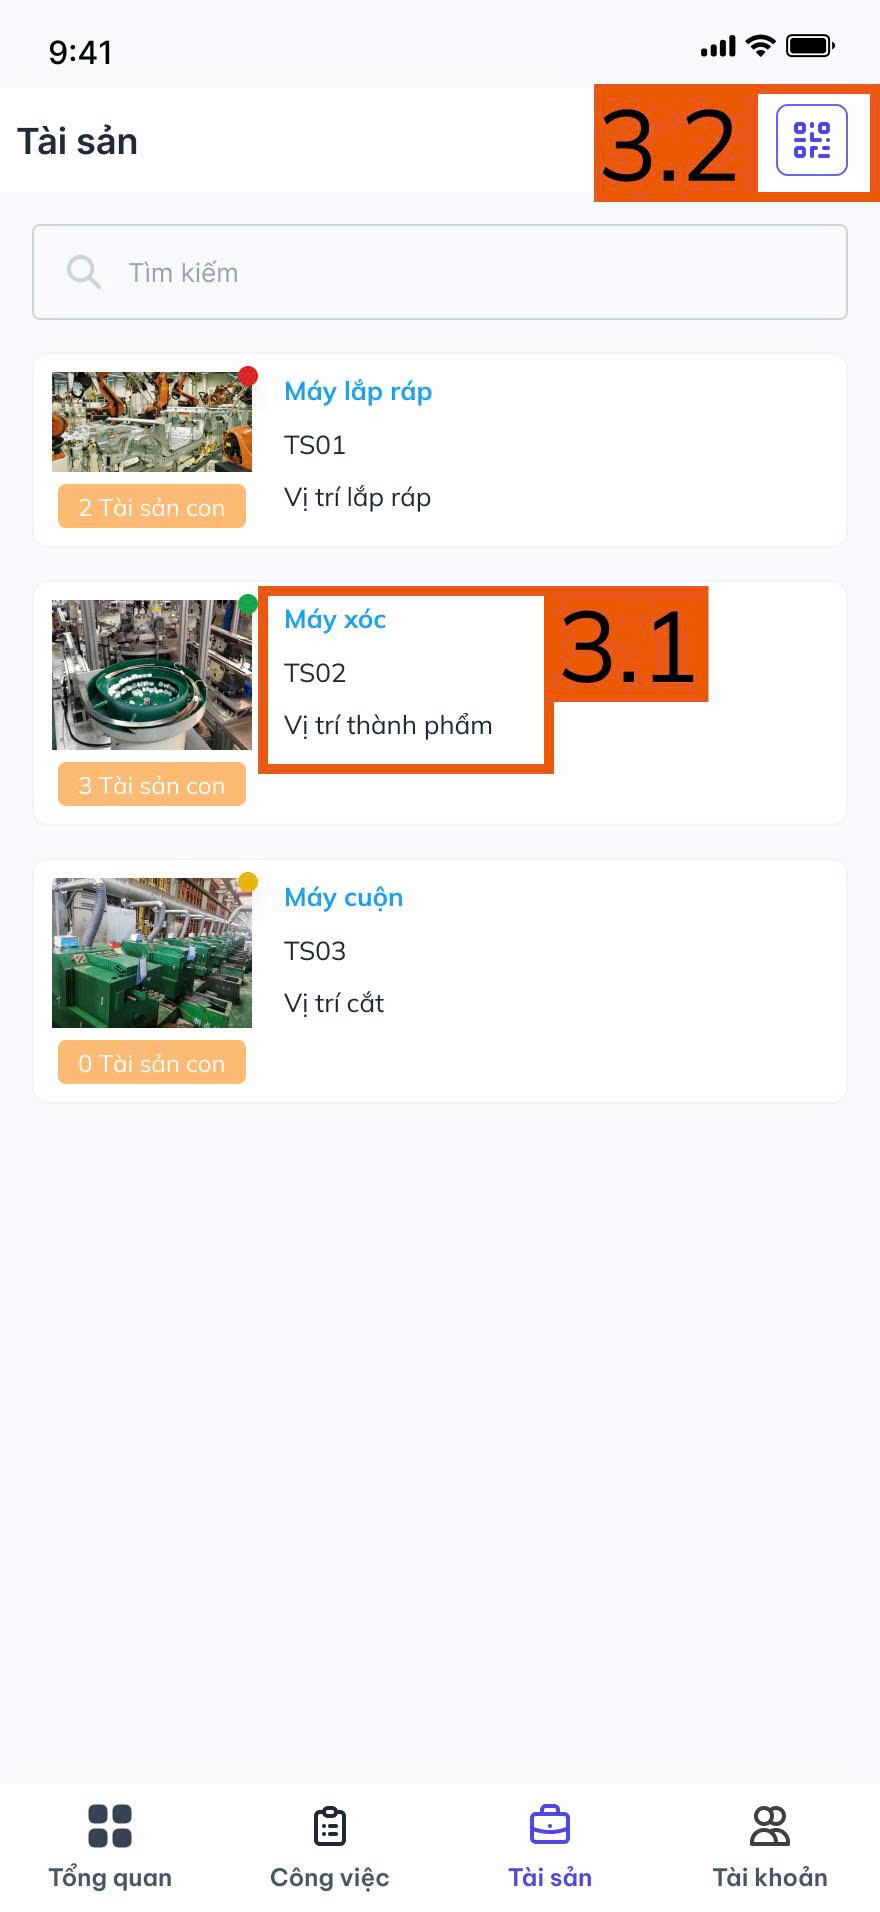 9:41
Tài sản
3.2
Tìm kiếm
Máy lắp ráp
TS01
Vị trí lắp ráp
2 Tài sản con
Máy xóc
3.1
TS02
Vị trí thành phẩm
3 Tài sản con
Máy cuộn
TS03
Vị trí cắt
0 Tài sản con
Tổng quan
Công việc
Tài sản
Tài khoản